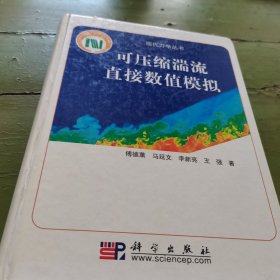 现代力学丛书
可压缩湍流
直接数值模拟
傅德薰 马延文 李新亮 王强 著
科学出版社
www.sciencep.com